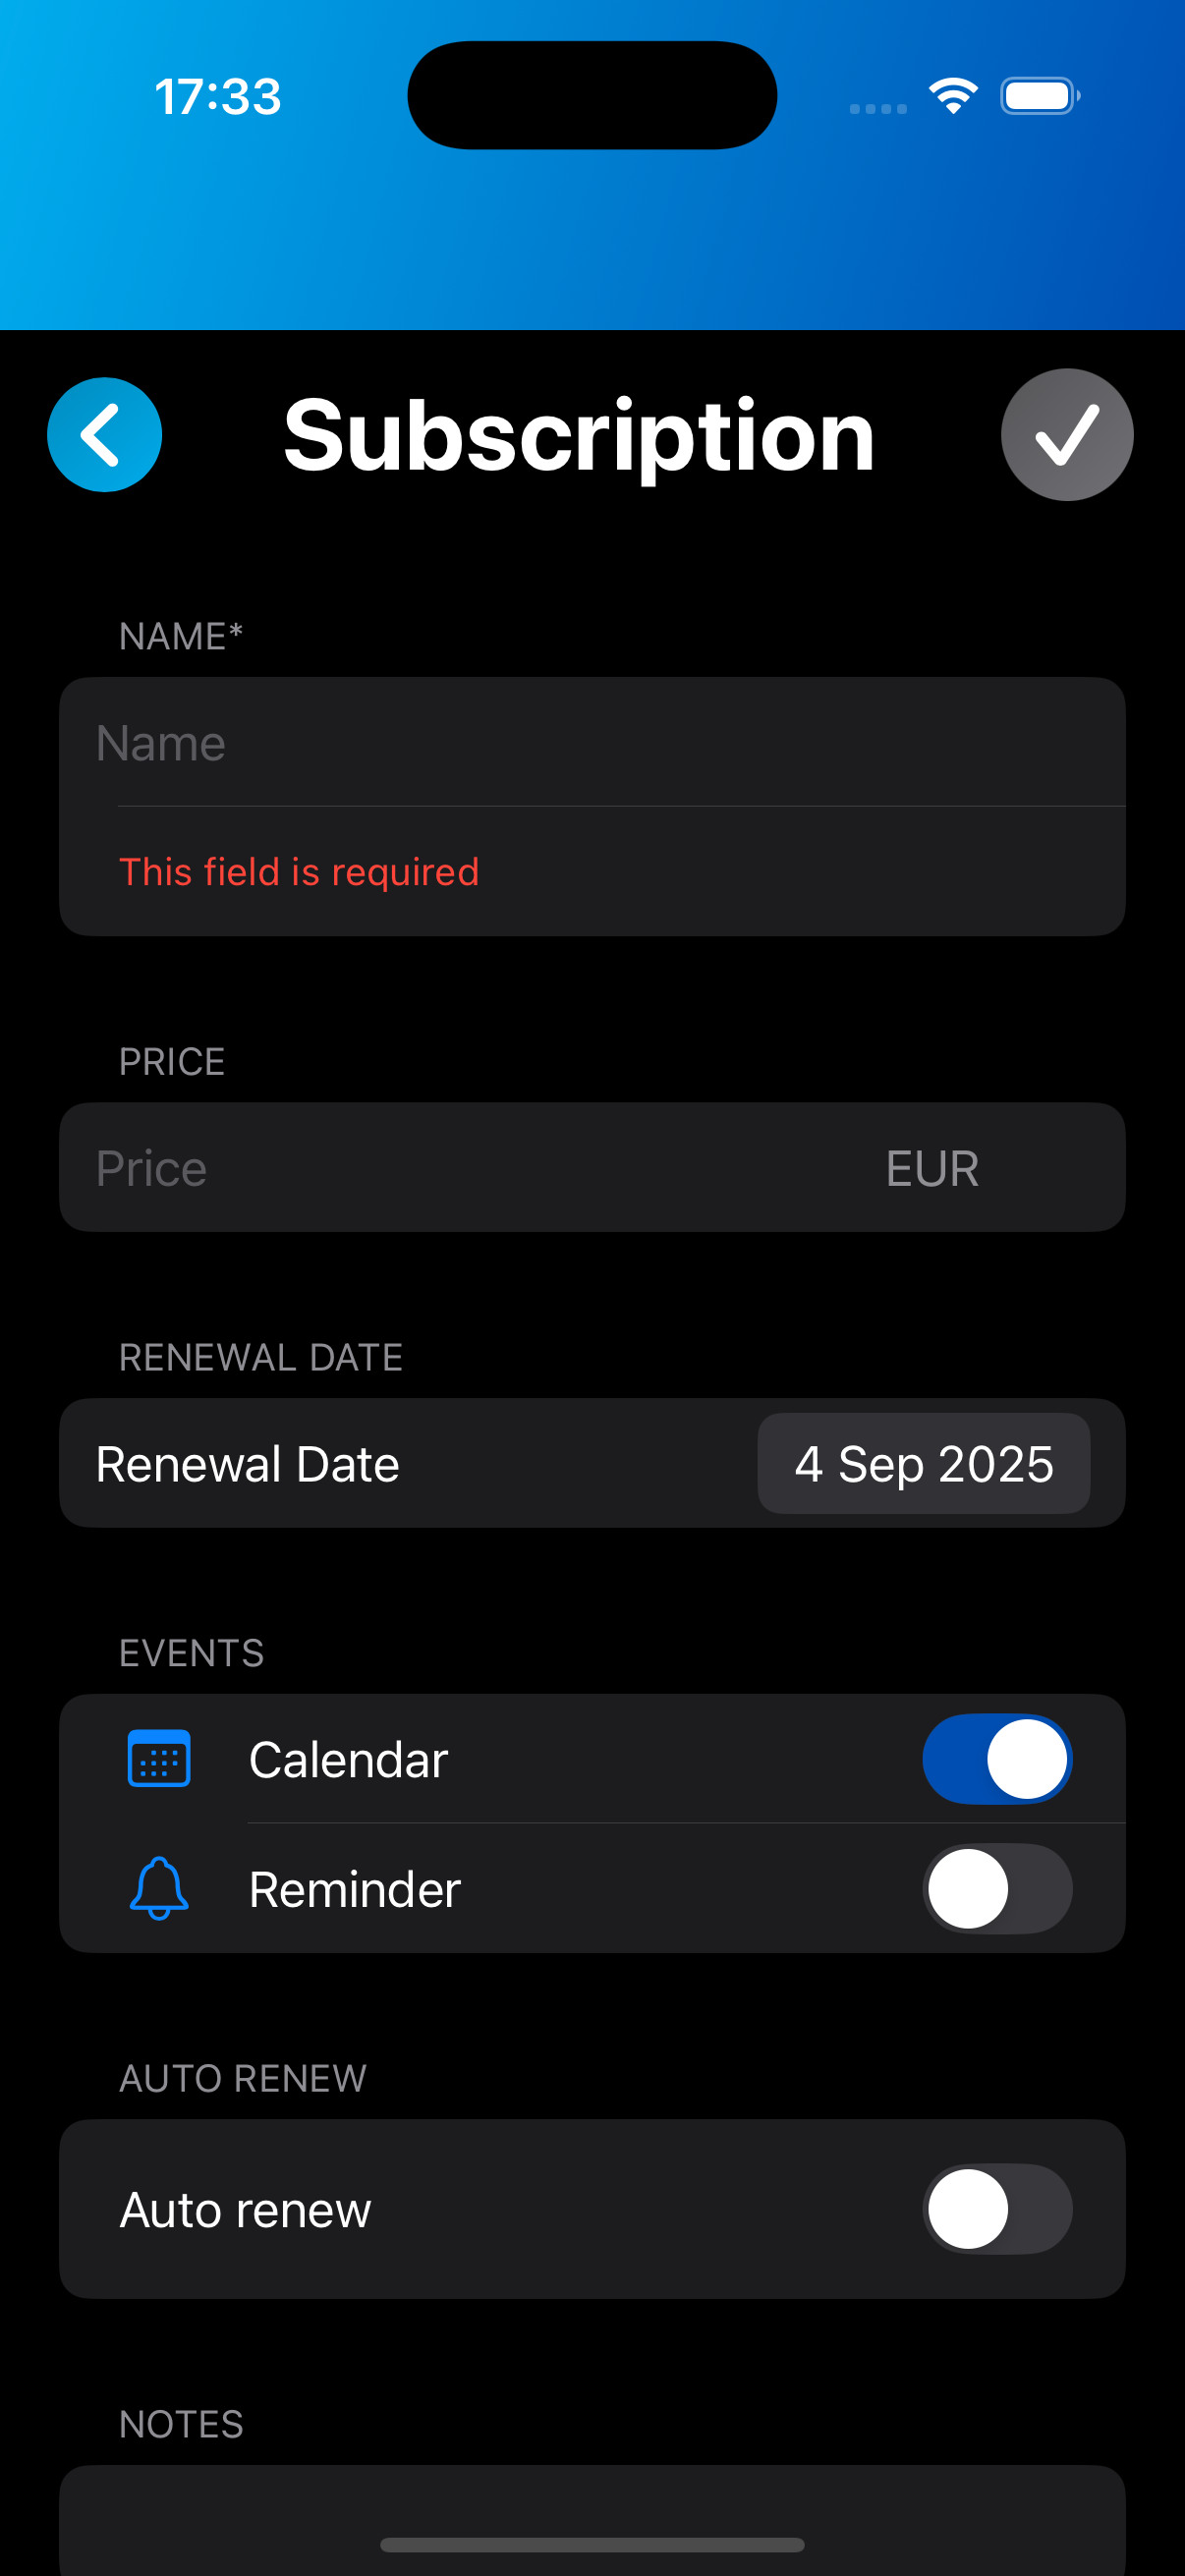 17:33
Subscription
NAME*
Name
This field is required
PRICE
Price EUR
RENEWAL DATE
Renewal Date 4 Sep 2025
EVENTS
Calendar
Reminder
AUTO RENEW
Auto renew
NOTES